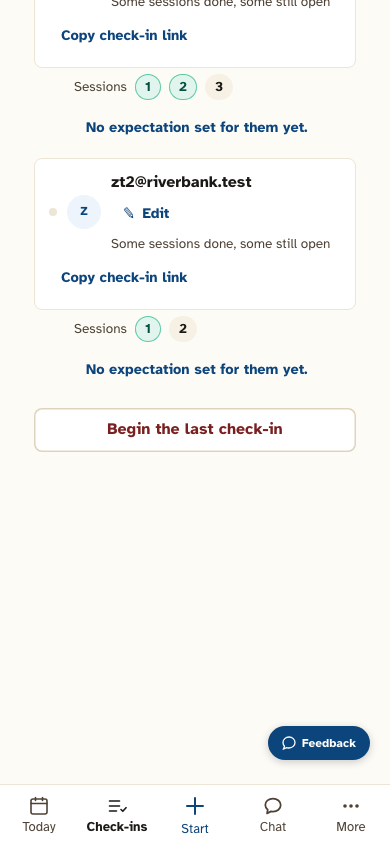 Some sessions done, some still open
Copy check-in link
Sessions 1 2 3
No expectation set for them yet.
zt2@riverbank.test
z
✎ Edit
Some sessions done, some still open
Copy check-in link
Sessions 1 2
No expectation set for them yet.
Begin the last check-in
Feedback
Today Check-ins Start Chat More